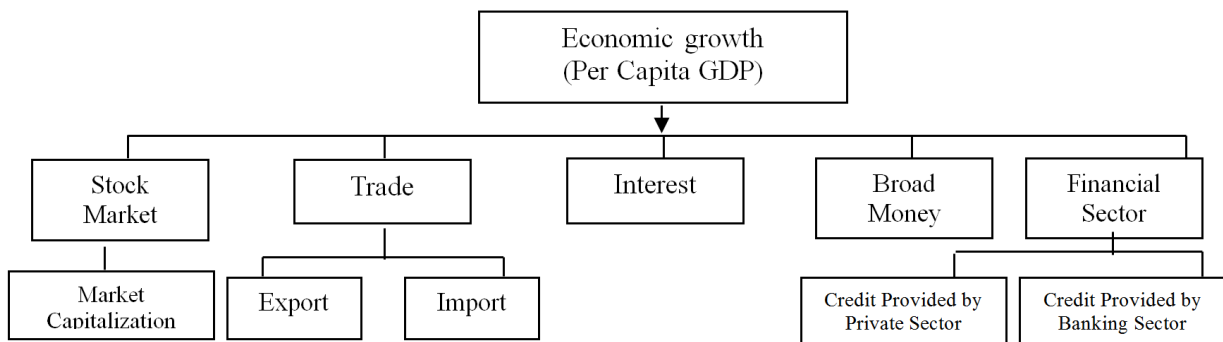 Economic growth
(Per Capita GDP)
Stock
Market
Trade
Interest
Broad
Money
Financial
Sector
Market
Capitalization
Export
Import
Credit Provided by
Private Sector
Credit Provided by
Banking Sector